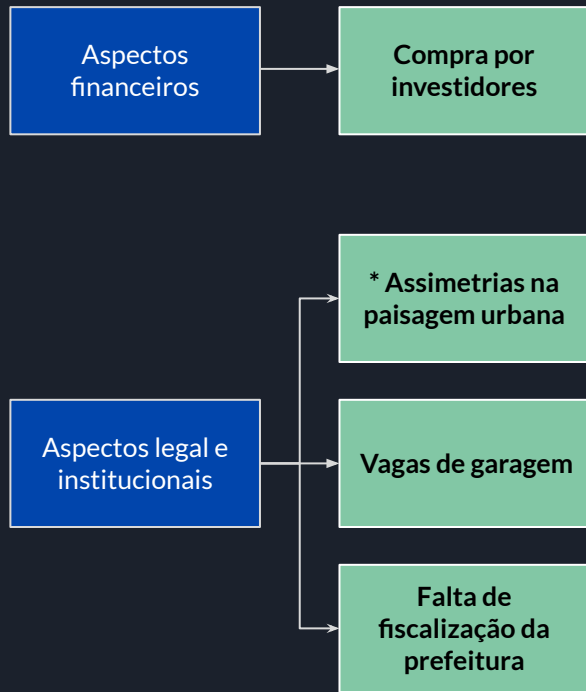 Aspectos
financeiros
Compra por
investidores
* Assimetrias na
paisagem urbana
Aspectos legal e
institucionais
Vagas de garagem
Falta de
fiscalização da
prefeitura